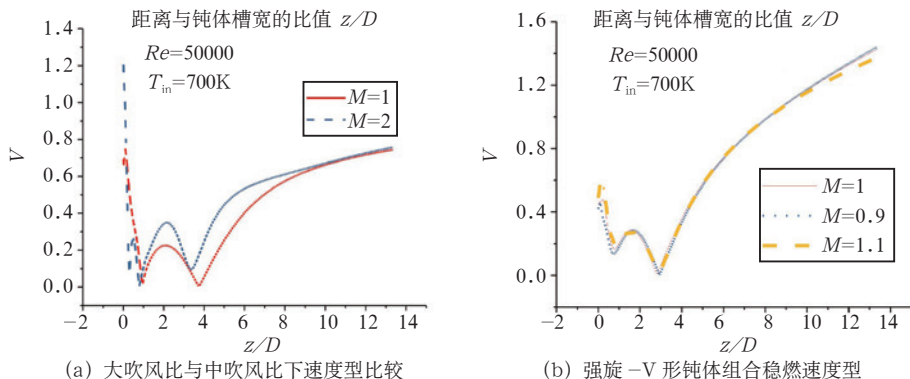 距离与钝体槽宽的比值 z/D
Re=50000
T_in=700K
M=1
M=2
V
1.4
1.2
1.0
0.8
0.6
0.4
0.2
0.0
−2 0 2 4 6 8 10 12 14
z/D
(a) 大吹风比与中吹风比下速度型比较
距离与钝体槽宽的比值 z/D
Re=50000
T_in=700K
M=1
M=0.9
M=1.1
V
1.6
1.2
0.8
0.4
0.0
−2 0 2 4 6 8 10 12 14
z/D
(b) 强旋 −V 形钝体组合稳燃速度型